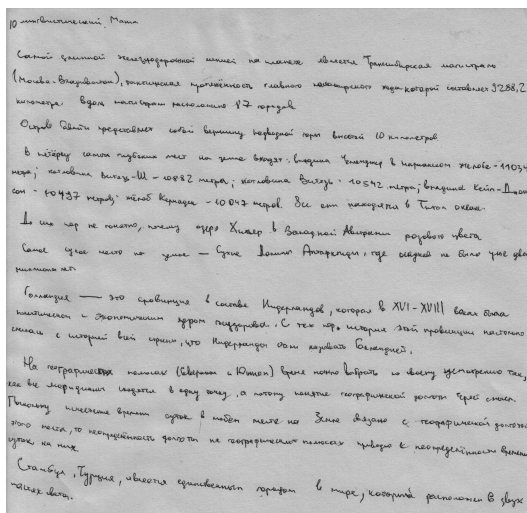 10 лингвистический. Маша
Самой длинной железнодорожной линией на планете является Транссибирская магистраль
(Москва-Владивосток), фактическая протяжённость главного пассажирского хода которой составляет 9288,2
километра. Вдоль магистрали расположено 87 городов.
Остров Гавайи представляет собой вершину подводной горы высотой 10 километров
В пятёрку самых глубоких мест на земле входят: впадина Челленджер в Марианском жёлобе - 11034
метра; котловина Витязь-III - 10882 метра; котловина Витязь - 10542 метра; впадина Кейп-Джон
сон - 10497 метров; жёлоб Кермадек - 10047 метров. Все они находятся в Тихом океане.
До сих пор не понятно, почему озеро Хиллер в Западной Австралии розового цвета
Самое сухое место на земле — Сухие Долины Антарктиды, где осадков не было уже два
миллиона лет.
Голландия — это провинция в составе Нидерландов, которая в XVI - XVIII веках была
политическим и экономическим ядром государства. С тех пор история этой провинции настолько
слилась с историей всей страны, что Нидерланды стали называть Голландией.
На географических полюсах (Северном и Южном) время можно выбрать по своему усмотрению так,
как все меридианы сходятся в одну точку, а потому понятие географической долготы теряет смысл.
Поскольку исчисление времени суток в любом месте на Земле связано с географической долготой
этого места, то неопределённость долготы на географических полюсах приводит к неопределённости времени
суток на них.
Стамбул, Турция, является единственным городом в мире, который расположен в двух
частях света.